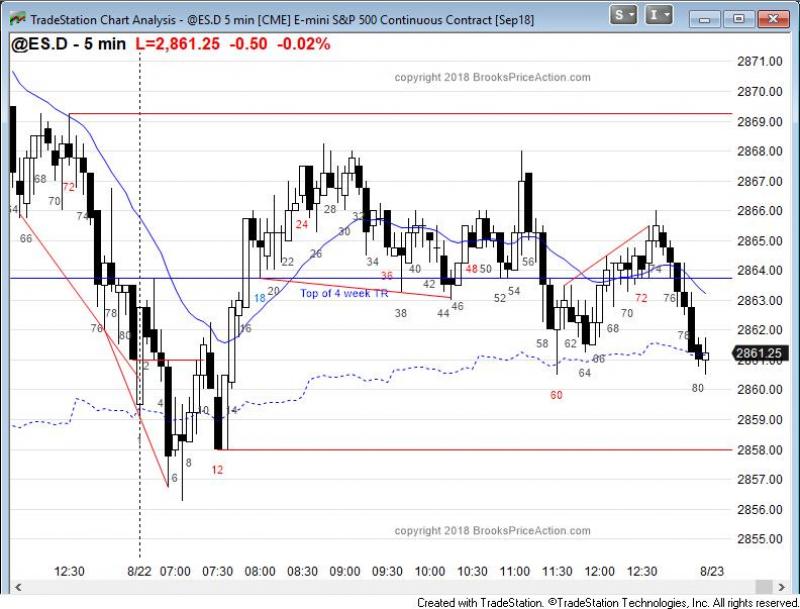 TradeStation Chart Analysis - @ES.D 5 min [CME] E-mini S&P 500 Continuous Contract [Sep18]
S I
@ES.D - 5 min L=2,861.25 -0.50 -0.02%
copyright 2018 BrooksPriceAction.com
2871.00
2870.00
2869.00
2868.00
2867.00
2866.00
2865.00
2864.00
2863.00
2862.00
2861.25
2860.00
2859.00
2858.00
2857.00
2856.00
2855.00
66 68 70 72 74 76 78 80
2 4 6 8 10 12 14 16 18 20 22 24 26 28 30 32 34 36 38 40 42 44 46 48 50 52 54 56 58 60 62 64 66 68 70 72 74 76 78 80
Top of 4 week TR
copyright 2018 BrooksPriceAction.com
12:30 8/22 07:00 07:30 08:00 08:30 09:00 09:30 10:00 10:30 11:00 11:30 12:00 12:30 8/23
Created with TradeStation. ©TradeStation Technologies, Inc. All rights reserved.